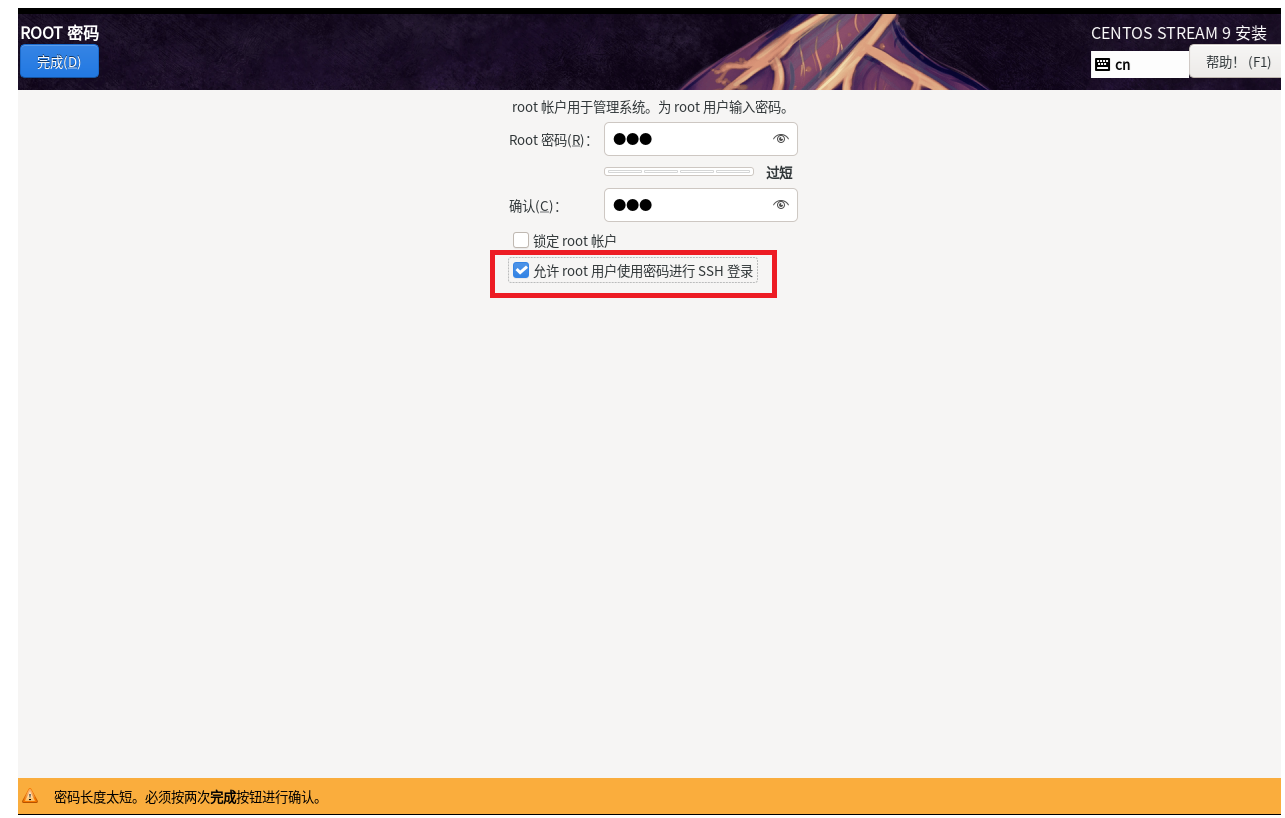 ROOT 密码
CENTOS STREAM 9 安装
完成(D)
cn
帮助！ (F1)
root 帐户用于管理系统。为 root 用户输入密码。
Root 密码(R)：
●●●
过短
确认(C)：
●●●
锁定 root 帐户
允许 root 用户使用密码进行 SSH 登录
密码长度太短。必须按两次完成按钮进行确认。